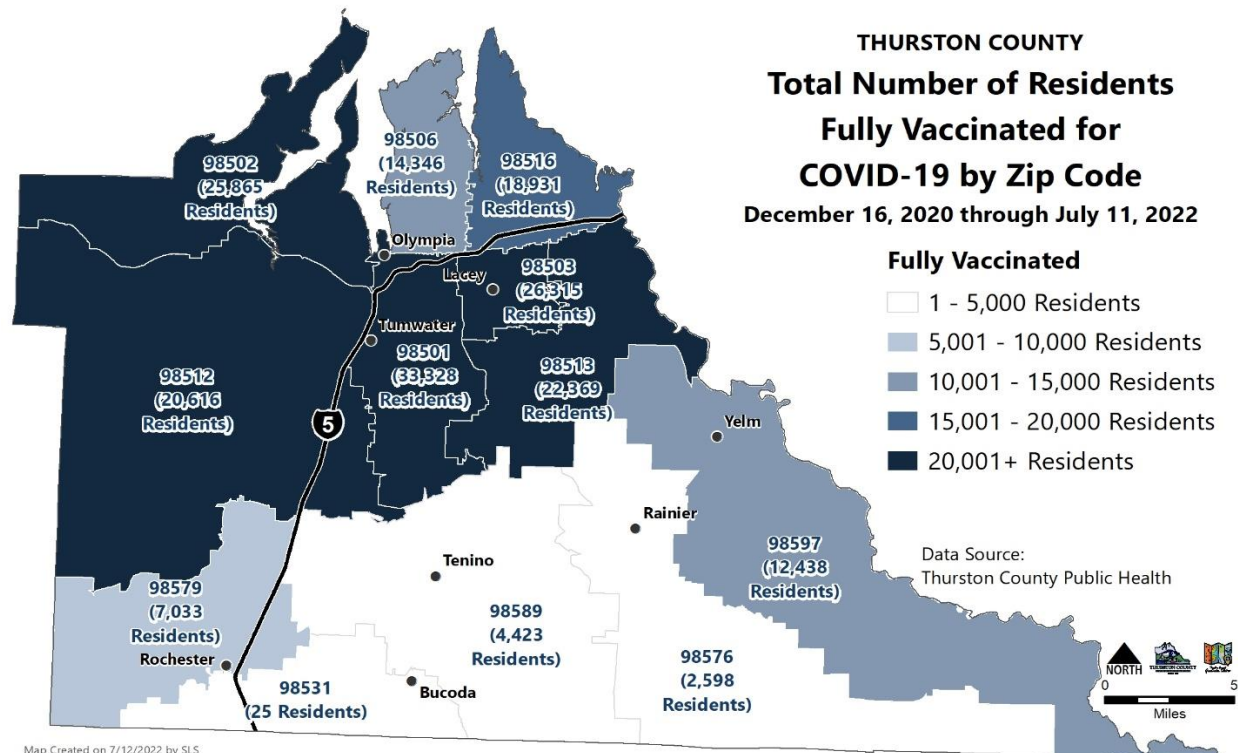 THURSTON COUNTY
Total Number of Residents
Fully Vaccinated for
COVID-19 by Zip Code
December 16, 2020 through July 11, 2022
Fully Vaccinated
1 - 5,000 Residents
5,001 - 10,000 Residents
10,001 - 15,000 Residents
15,001 - 20,000 Residents
20,001+ Residents
98502
(25,865
Residents)
98506
(14,346
Residents)
98516
(18,931
Residents)
Olympia
Lacey
98503
(26,315
Residents)
Tumwater
98501
(33,328
Residents)
98513
(22,369
Residents)
98512
(20,616
Residents)
5
Yelm
Rainier
98597
(12,438
Residents)
Data Source:
Thurston County Public Health
Tenino
98579
(7,033
Residents)
Rochester
98589
(4,423
Residents)
98576
(2,598
Residents)
Bucoda
98531
(25 Residents)
NORTH
THURSTON COUNTY
0 5
Miles
Map Created on 7/12/2022 by SLS